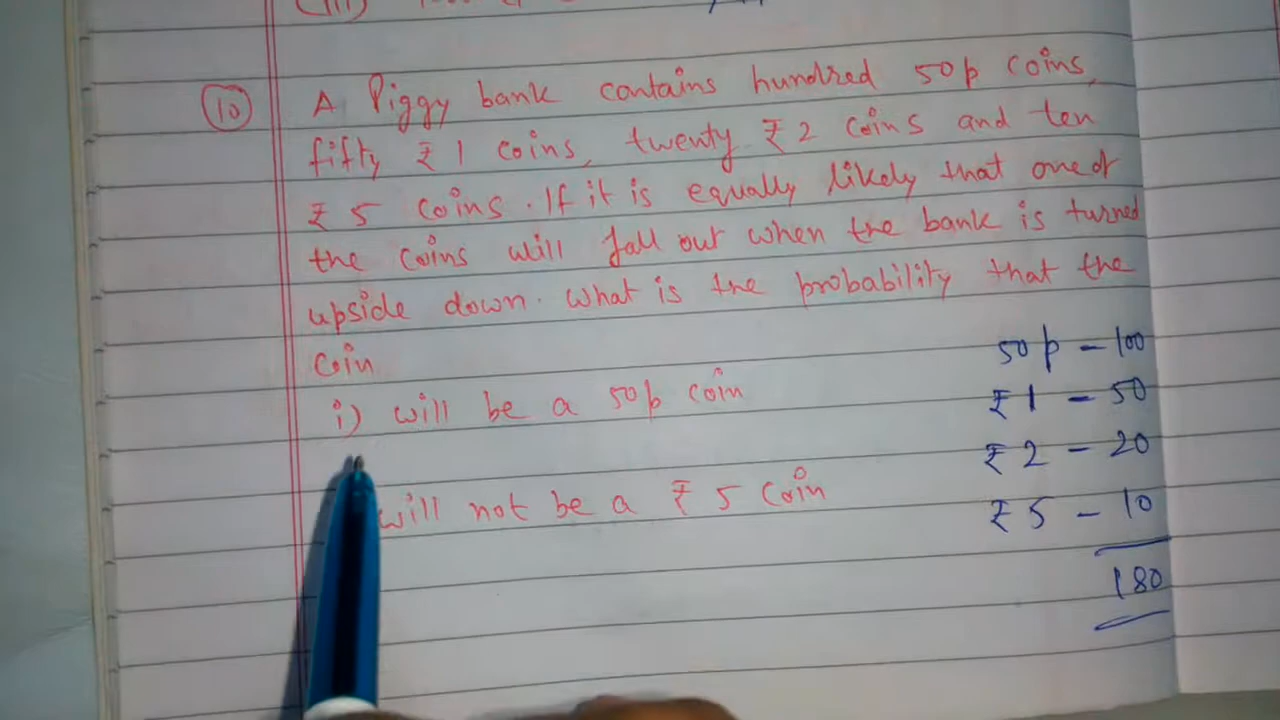 (iii)
(10) A Piggy bank contains hundred 50p coins,
fifty ₹1 coins, twenty ₹2 coins and ten
₹5 coins. If it is equally likely that one of
the coins will fall out when the bank is turned
upside down. What is the probability that the
coin
i) will be a 50p coin
will not be a ₹5 coin
50p – 100
₹1 – 50
₹2 – 20
₹5 – 10
180